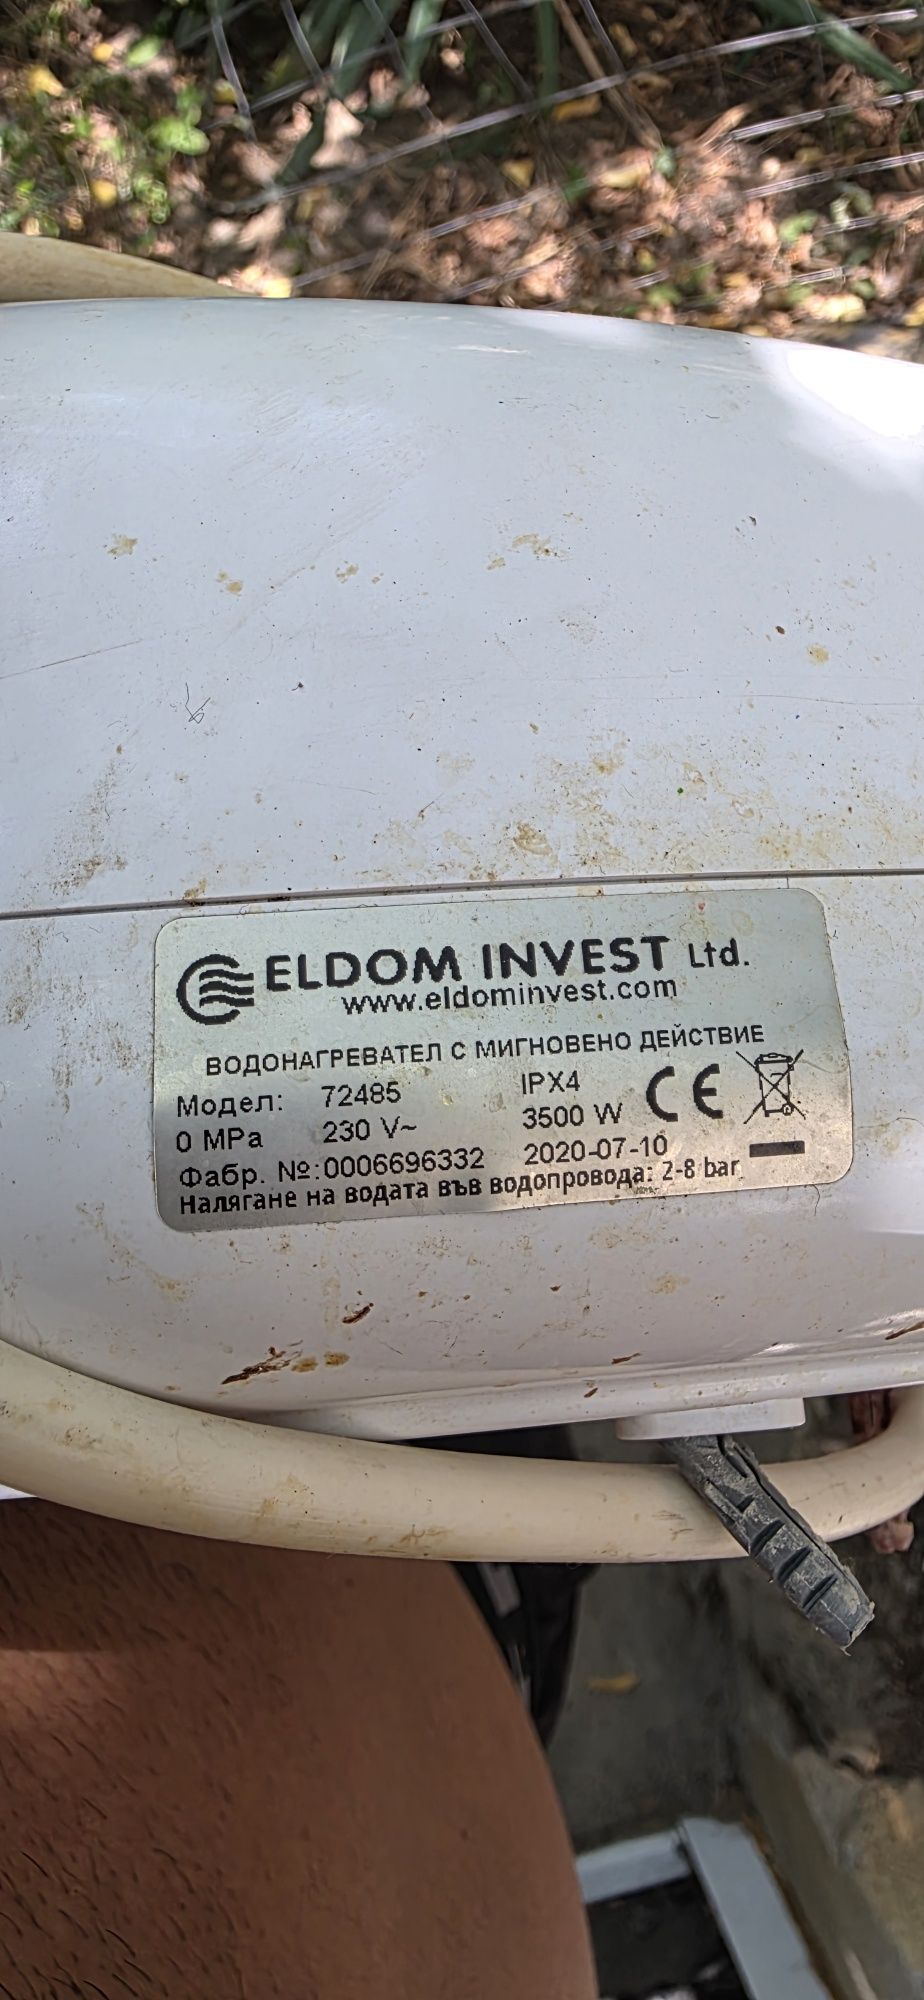 ELDOM INVEST Ltd.
www.eldominvest.com
ВОДОНАГРЕВАТЕЛ С МИГНОВЕНО ДЕЙСТВИЕ
Модел: 72485 IPX4
0 MPa 230 V~ 3500 W CE
Фабр. №:0006696332 2020-07-10
Налягане на водата във водопровода: 2-8 bar